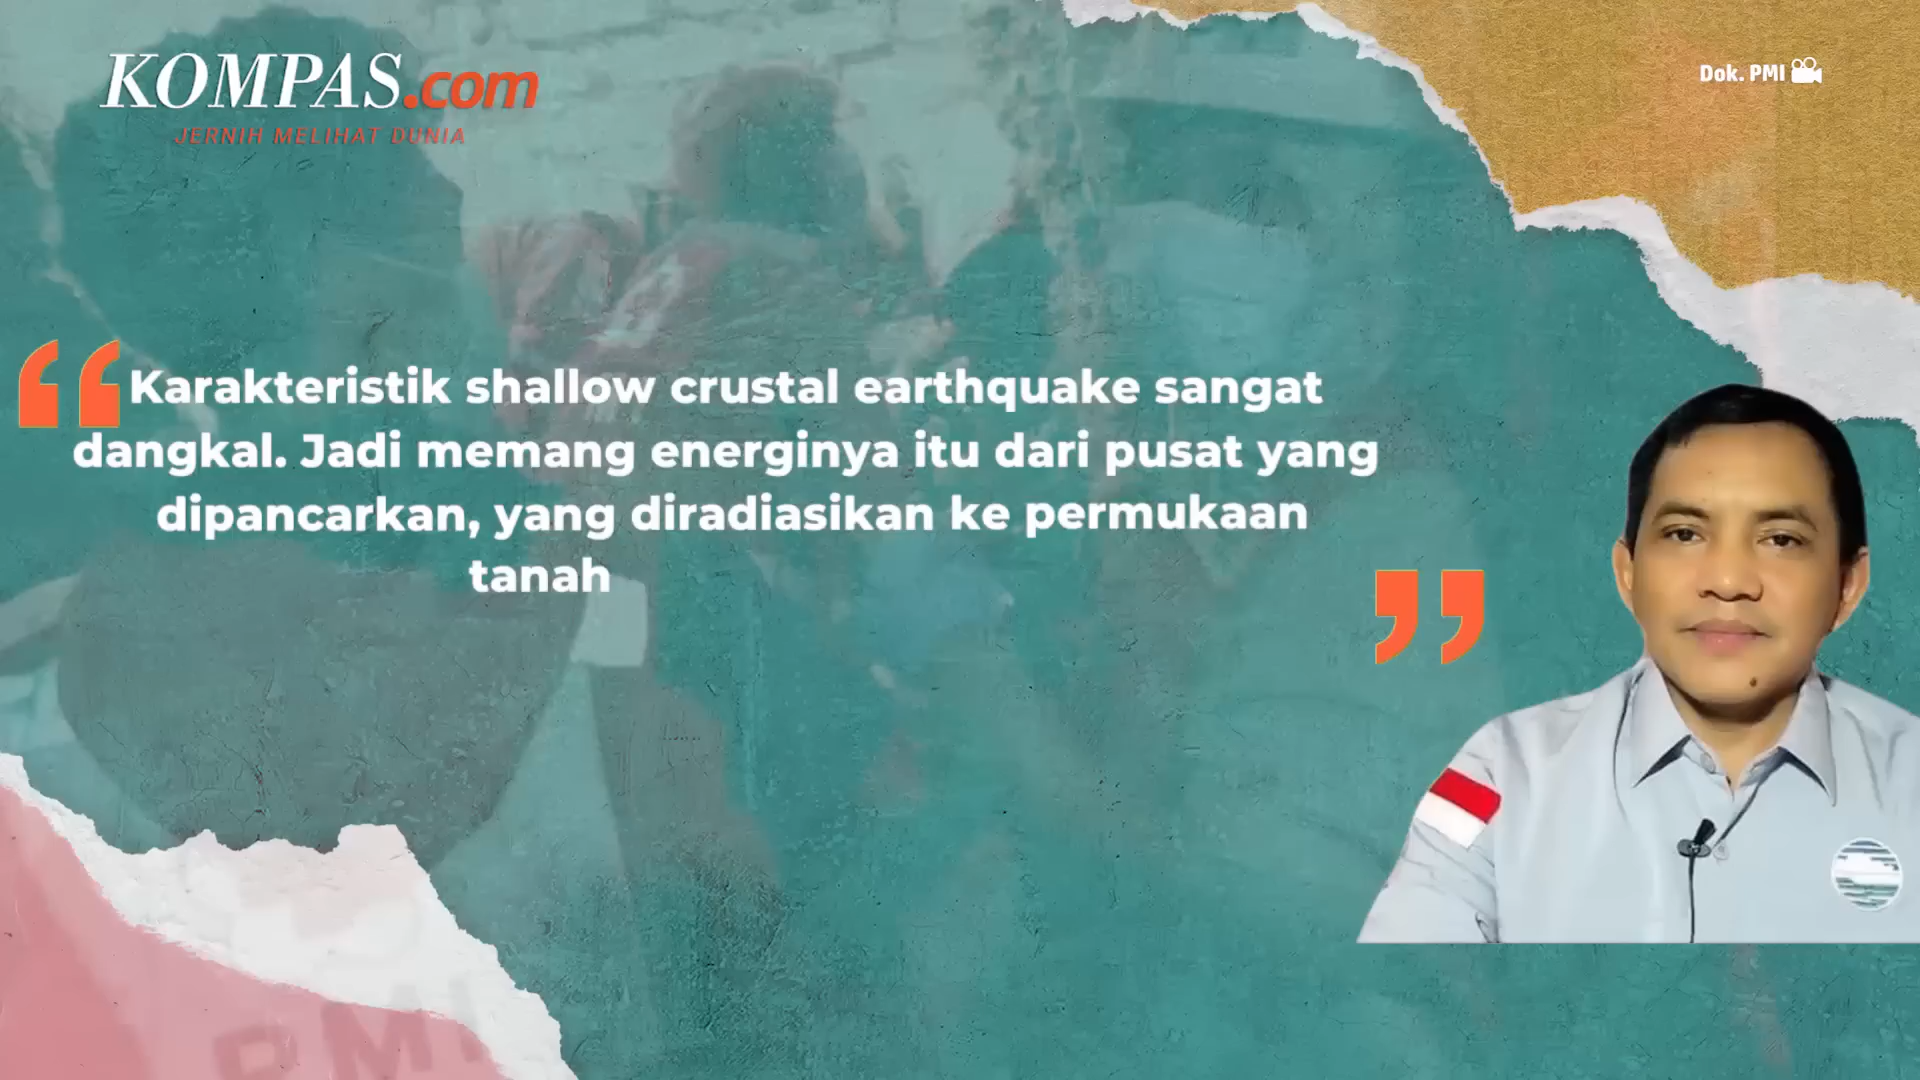 KOMPAS.com
JERNIH MELIHAT DUNIA
Dok. PMI
“Karakteristik shallow crustal earthquake sangat
dangkal. Jadi memang energinya itu dari pusat yang
dipancarkan, yang diradiasikan ke permukaan
tanah”
PMI